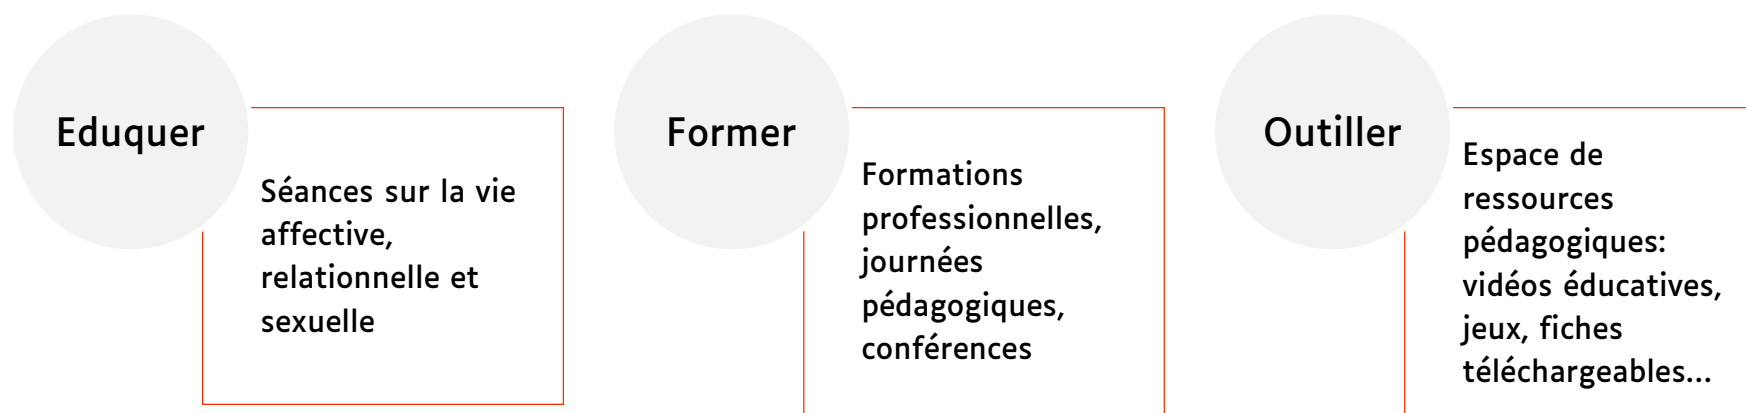 Eduquer
Séances sur la vie
affective,
relationnelle et
sexuelle
Former
Formations
professionnelles,
journées
pédagogiques,
conférences
Outiller
Espace de
ressources
pédagogiques:
vidéos éducatives,
jeux, fiches
téléchargeables...